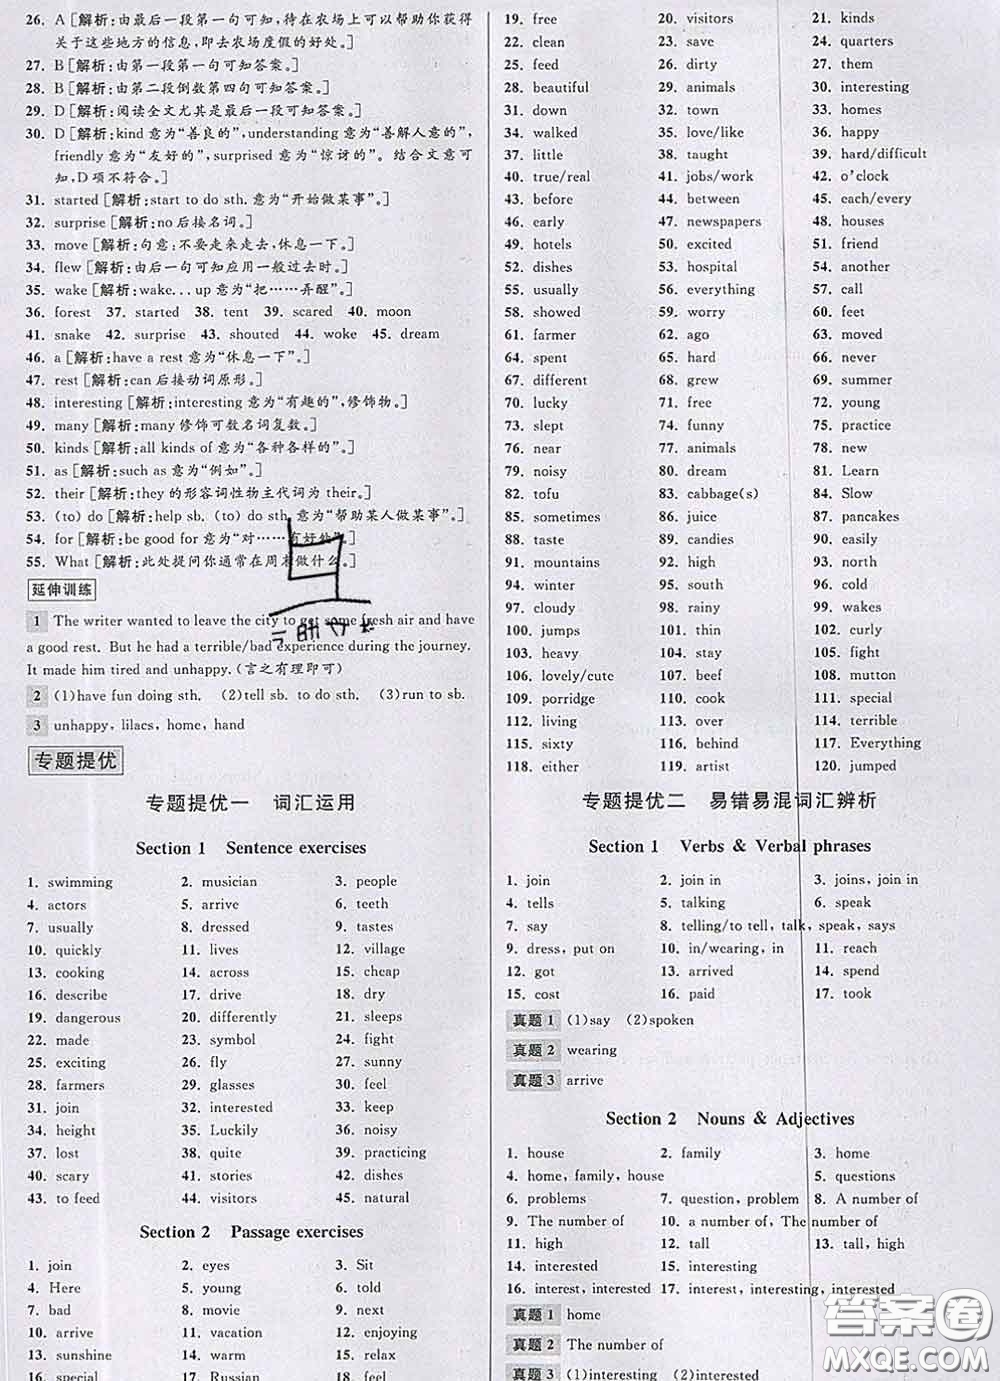 26. A [解析:由最后一段第一句可知,待在农场上可以帮助你获得
关于这些地方的信息,即去农场度假的好处。]
27. B [解析:由第一段第一句可知答案。]
28. B [解析:由第二段倒数第四句可知答案。]
29. D [解析:阅读全文尤其是最后一段可知答案。]
30. D [解析:kind 意为“善良的”,understanding 意为“善解人意的”,
friendly 意为“友好的”,surprised 意为“惊讶的”。结合文意可
知,D 项不符合。]
31. started [解析:start to do sth. 意为“开始做某事”。]
32. surprise [解析:no 后接名词。]
33. move [解析:句意:不要走来走去,休息一下。]
34. flew [解析:由后一句可知应用一般过去时。]
35. wake [解析:wake...up 意为“把……弄醒”。]
36. forest 37. started 38. tent 39. scared 40. moon
41. snake 42. surprise 43. shouted 44. woke 45. dream
46. a [解析:have a rest 意为“休息一下”。]
47. rest [解析:can 后接动词原形。]
48. interesting [解析:interesting 意为“有趣的”,修饰物。]
49. many [解析:many 修饰可数名词复数。]
50. kinds [解析:all kinds of 意为“各种各样的”。]
51. as [解析:such as 意为“例如”。]
52. their [解析:they 的形容词性物主代词为 their。]
53. (to) do [解析:help sb. (to) do sth. 意为“帮助某人做某事”。]
54. for [解析:be good for 意为“对……有好处”。]
55. What [解析:此处提问你通常在周末做什么。]
延伸训练
1 The writer wanted to leave the city to get some fresh air and have
a good rest. But he had a terrible/bad experience during the journey.
It made him tired and unhappy. (言之有理即可)
2 (1)have fun doing sth. (2)tell sb. to do sth. (3)run to sb.
3 unhappy, lilacs, home, hand
专题提优
专题提优一 词汇运用
Section 1 Sentence exercises
1. swimming 2. musician 3. people
4. actors 5. arrive 6. teeth
7. usually 8. dressed 9. tastes
10. quickly 11. lives 12. village
13. cooking 14. across 15. cheap
16. describe 17. drive 18. dry
19. dangerous 20. differently 21. sleeps
22. made 23. symbol 24. fight
25. exciting 26. fly 27. sunny
28. farmers 29. glasses 30. feel
31. join 32. interested 33. keep
34. height 35. Luckily 36. noisy
37. lost 38. quite 39. practicing
40. scary 41. stories 42. dishes
43. to feed 44. visitors 45. natural
Section 2 Passage exercises
1. join 2. eyes 3. Sit
4. Here 5. young 6. told
7. bad 8. movie 9. next
10. arrive 11. vacation 12. enjoying
13. sunshine 14. warm 15. relax
16. special 17. Russian 18. feel
19. free 20. visitors 21. kinds
22. clean 23. save 24. quarters
25. feed 26. dirty 27. them
28. beautiful 29. animals 30. interesting
31. down 32. town 33. homes
34. walked 35. love/like 36. happy
37. little 38. taught 39. hard/difficult
40. true/real 41. jobs/work 42. o'clock
43. before 44. between 45. each/every
46. early 47. newspapers 48. houses
49. hotels 50. excited 51. friend
52. dishes 53. hospital 54. another
55. usually 56. everything 57. call
58. showed 59. worry 60. feet
61. farmer 62. ago 63. moved
64. spent 65. hard 66. never
67. different 68. grew 69. summer
70. lucky 71. free 72. young
73. slept 74. funny 75. practice
76. near 77. animals 78. new
79. noisy 80. dream 81. Learn
82. tofu 83. cabbage(s) 84. Slow
85. sometimes 86. juice 87. pancakes
88. taste 89. candies 90. easily
91. mountains 92. high 93. important
94. winter 95. south 96. cold
97. cloudy 98. rainy 99. wakes
100. jumps 101. thin 102. curly
103. heavy 104. stay 105. fight
106. lovely/cute 107. beef 108. mutton
109. porridge 110. cook 111. special
112. living 113. over 114. terrible
115. sixty 116. behind 117. Everything
118. either 119. artist 120. jumped
专题提优二 易错易混词汇辨析
Section 1 Verbs & Verbal phrases
1. join 2. join in 3. joins, join in
4. tells 5. talking 6. speak
7. say 8. telling/to tell, talk, speak, says
9. dress, put on 10. in/wearing, in 11. reach
12. got 13. arrived 14. spend
15. cost 16. paid 17. took
真题 1 (1)say (2)spoken
真题 2 wearing
真题 3 arrive
Section 2 Nouns & Adjectives
1. house 2. family 3. home
4. home, family, house 5. questions
6. problems 7. question, problem 8. A number of
9. The number of 10. a number of, The number of
11. high 12. tall 13. tall, high
14. interested 15. interesting
16. interest, interested 17. interest, interesting, interested
真题 1 home
真题 2 The number of
真题 3 (1)interesting (2)interested
答案圈
MXQE.COM